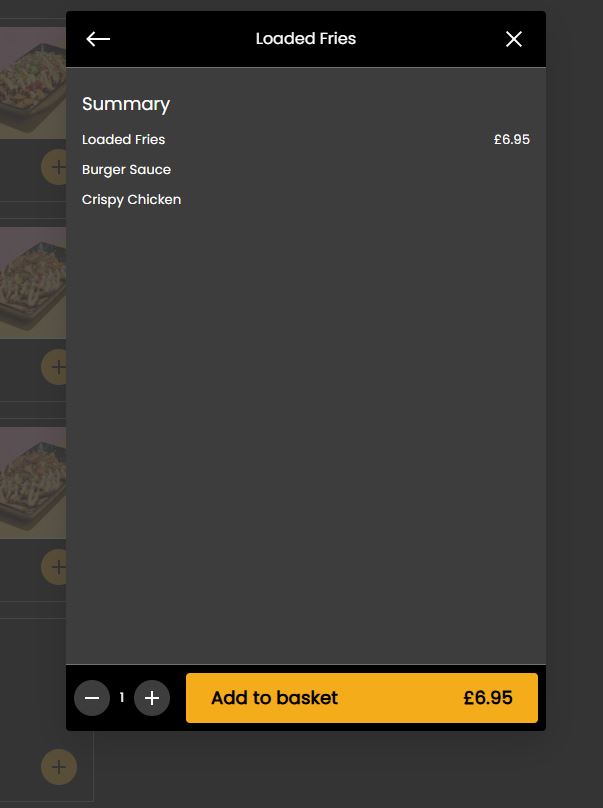 Loaded Fries
Summary
Loaded Fries £6.95
Burger Sauce
Crispy Chicken
1 Add to basket £6.95